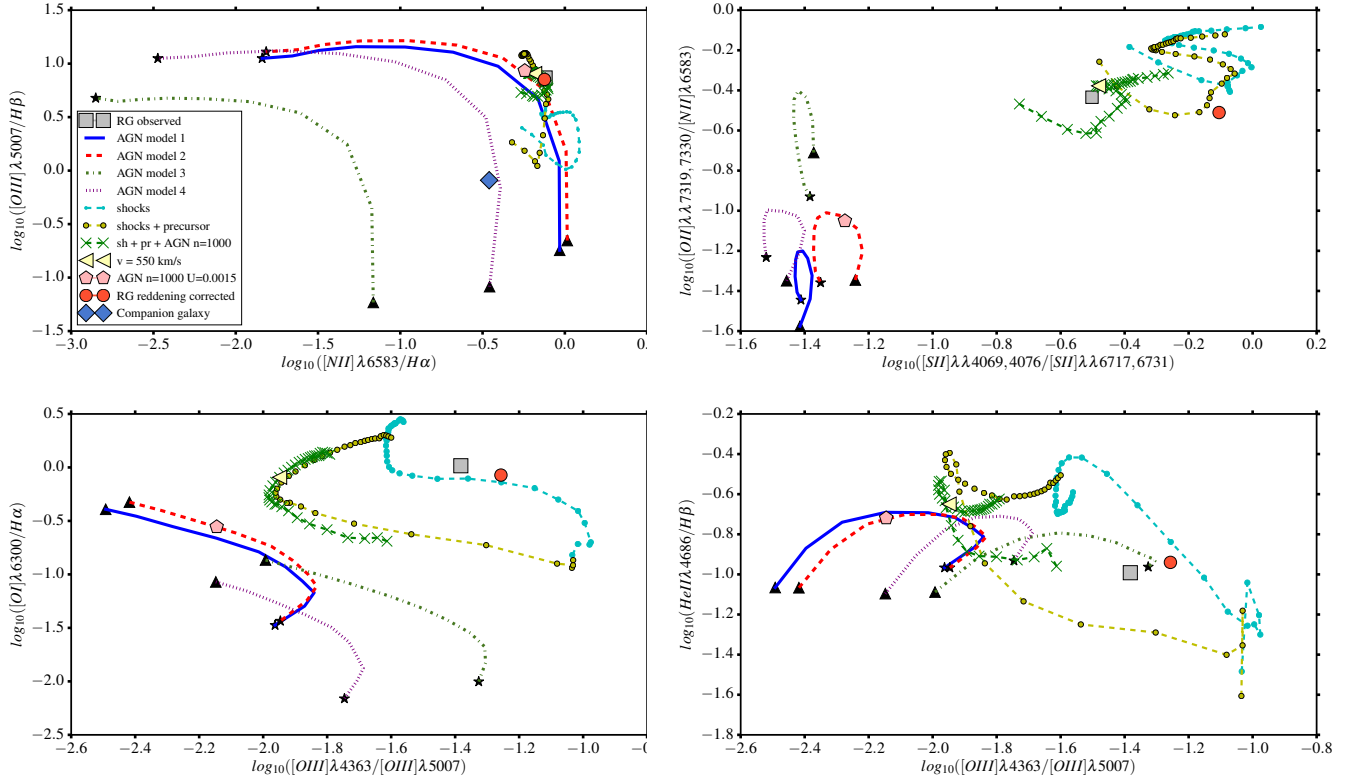 1.5
1.0
0.5
0.0
−0.5
−1.0
−1.5
−3.0 −2.5 −2.0 −1.5 −1.0 −0.5 0.0 0.
log10([OIII]λ5007/Hβ)
log10([NII]λ6583/Hα)
RG observed
AGN model 1
AGN model 2
AGN model 3
AGN model 4
shocks
shocks + precursor
sh + pr + AGN n=1000
v = 550 km/s
AGN n=1000 U=0.0015
RG reddening corrected
Companion galaxy
0.0
−0.2
−0.4
−0.6
−0.8
−1.0
−1.2
−1.4
−1.6
−1.6 −1.4 −1.2 −1.0 −0.8 −0.6 −0.4 −0.2 0.0 0.2
log10([OII]λλ7319,7330/[NII]λ6583)
log10([SII]λλ4069,4076/[SII]λλ6717,6731)
0.5
0.0
−0.5
−1.0
−1.5
−2.0
−2.5
−2.6 −2.4 −2.2 −2.0 −1.8 −1.6 −1.4 −1.2 −1.0 −0
log10([OI]λ6300/Hα)
log10([OIII]λ4363/[OIII]λ5007)
−0.2
−0.4
−0.6
−0.8
−1.0
−1.2
−1.4
−1.6
−1.8
−2.6 −2.4 −2.2 −2.0 −1.8 −1.6 −1.4 −1.2 −1.0 −0.8
log10(HeIIλ4686/Hβ)
log10([OIII]λ4363/[OIII]λ5007)